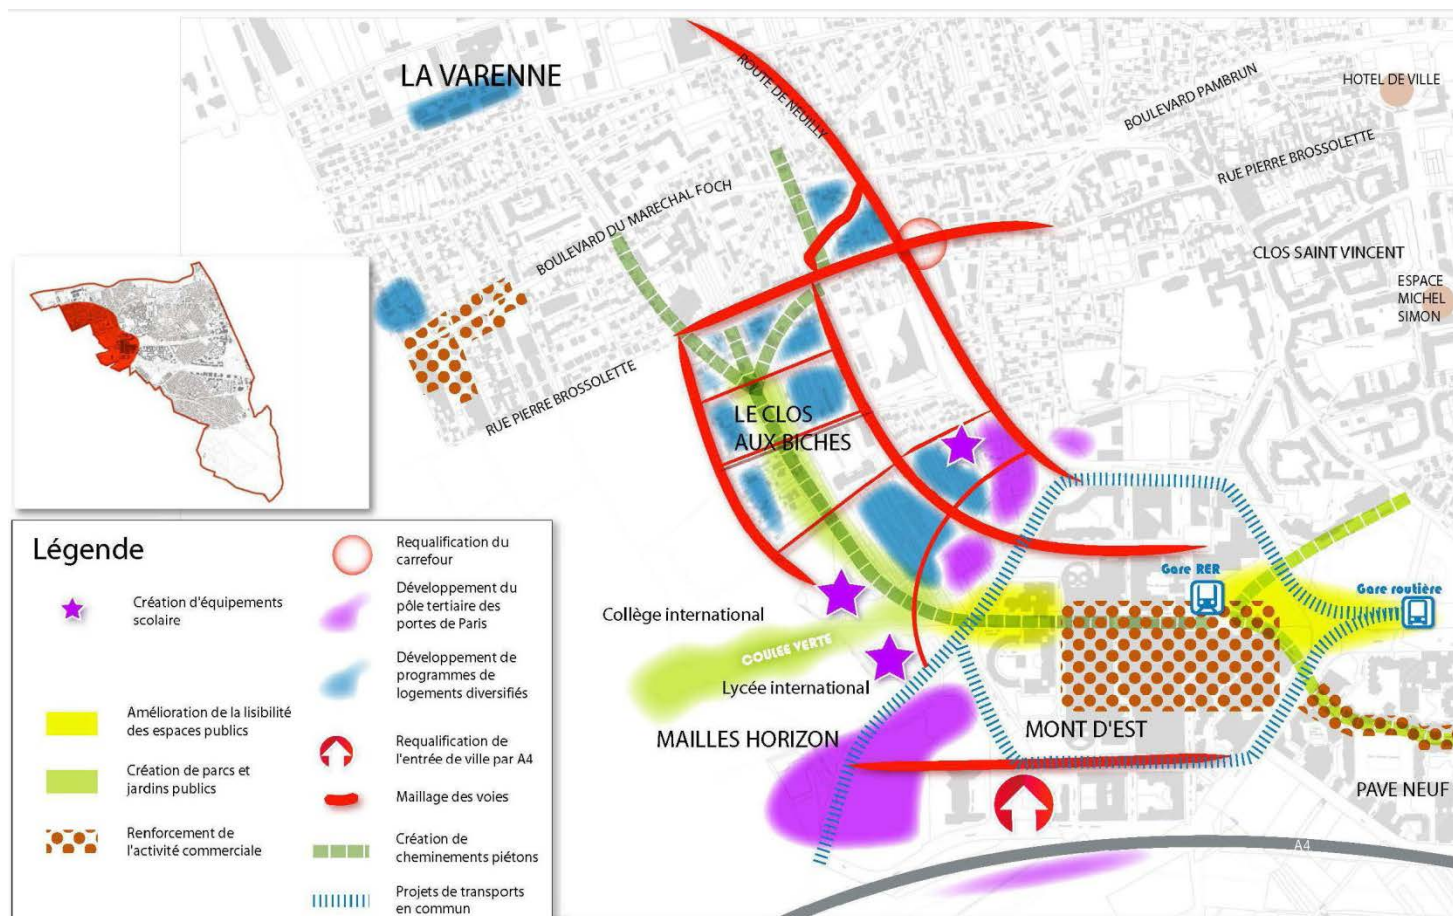 LA VARENNE
ROUTE DE NEUILLY
BOULEVARD PAMBRUN
HOTEL DE VILLE
RUE PIERRE BROSSOLETTE
BOULEVARD DU MARECHAL FOCH
CLOS SAINT VINCENT
ESPACE
MICHEL
SIMON
RUE PIERRE BROSSOLETTE
LE CLOS
AUX BICHES
Gare RER
Gare routière
Collège international
COULEE VERTE
Lycée international
MAILLES HORIZON
MONT D'EST
PAVE NEUF
A4
Légende
Création d'équipements
scolaire
Amélioration de la lisibilité
des espaces publics
Création de parcs et
jardins publics
Renforcement de
l'activité commerciale
Requalification du
carrefour
Développement du
pôle tertiaire des
portes de Paris
Développement de
programmes de
logements diversifiés
Requalification de
l'entrée de ville par A4
Maillage des voies
Création de
cheminements piétons
Projets de transports
en commun